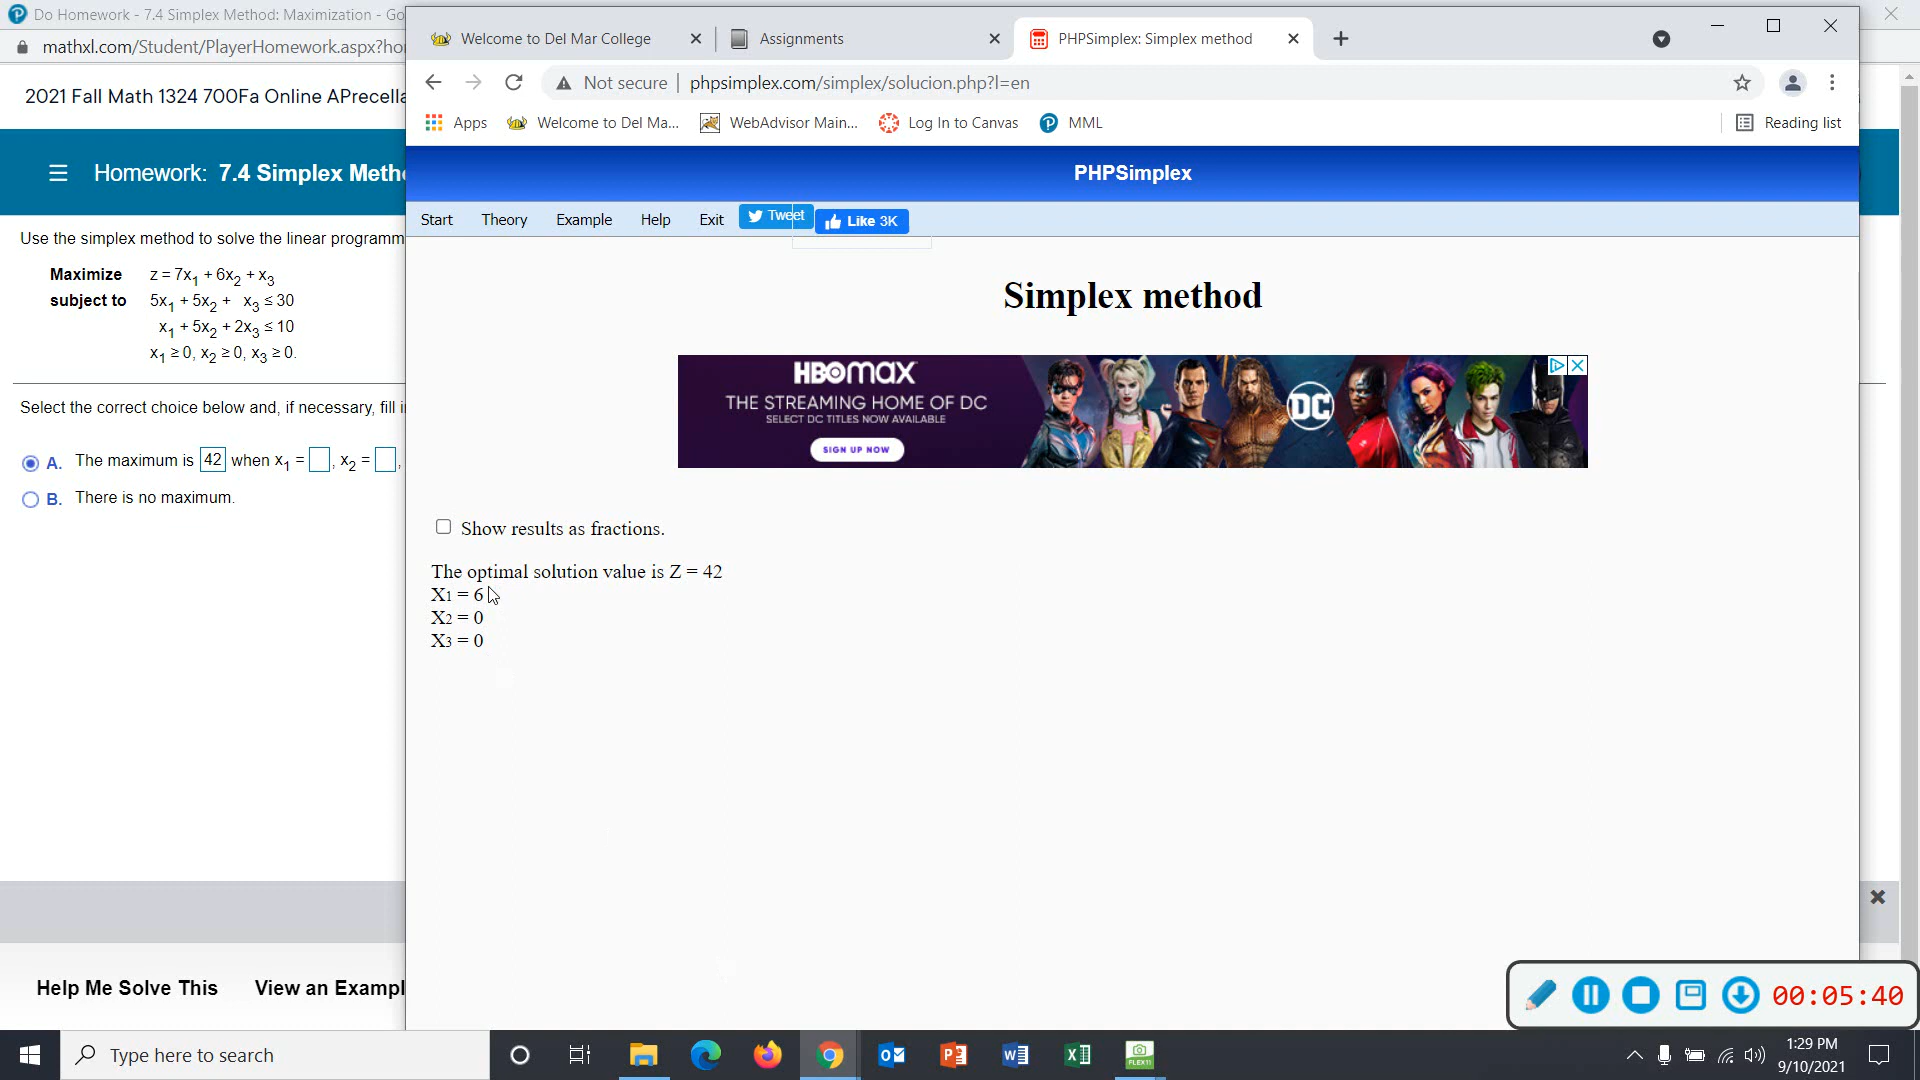 Do Homework - 7.4 Simplex Method: Maximization - Go
mathxl.com/Student/PlayerHomework.aspx?ho
2021 Fall Math 1324 700Fa Online APrecella
Homework: 7.4 Simplex Metho
Use the simplex method to solve the linear programm
Maximize z = 7x1 + 6x2 + x3
subject to 5x1 + 5x2 + x3 ≤ 30
x1 + 5x2 + 2x3 ≤ 10
x1 ≥ 0, x2 ≥ 0, x3 ≥ 0.
Select the correct choice below and, if necessary, fill i
A. The maximum is 42 when x1 = , x2 = ,
B. There is no maximum.
Help Me Solve This View an Exampl
Welcome to Del Mar College
Assignments
PHPSimplex: Simplex method
Not secure | phpsimplex.com/simplex/solucion.php?l=en
Apps Welcome to Del Ma... WebAdvisor Main... Log In to Canvas MML Reading list
PHPSimplex
Start Theory Example Help Exit Tweet Like 3K
Simplex method
HBOMAX
THE STREAMING HOME OF DC
SELECT DC TITLES NOW AVAILABLE
SIGN UP NOW
DC
Show results as fractions.
The optimal solution value is Z = 42
X1 = 6
X2 = 0
X3 = 0
00:05:40
Type here to search
FLEX11
1:29 PM
9/10/2021